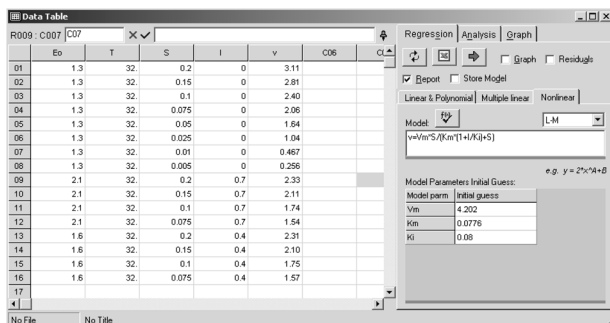 Data Table
R009 : C007 C07
Eo T S I v C06
01 1.3 32. 0.2 0 3.11
02 1.3 32. 0.15 0 2.81
03 1.3 32. 0.1 0 2.40
04 1.3 32. 0.075 0 2.06
05 1.3 32. 0.05 0 1.64
06 1.3 32. 0.025 0 1.04
07 1.3 32. 0.01 0 0.467
08 1.3 32. 0.005 0 0.256
09 2.1 32. 0.2 0.7 2.33
10 2.1 32. 0.15 0.7 2.11
11 2.1 32. 0.1 0.7 1.74
12 2.1 32. 0.075 0.7 1.54
13 1.6 32. 0.2 0.4 2.31
14 1.6 32. 0.15 0.4 2.10
15 1.6 32. 0.1 0.4 1.75
16 1.6 32. 0.075 0.4 1.57
17
No File No Title
Regression Analysis Graph
Graph Residuals
Report Store Model
Linear & Polynomial Multiple linear Nonlinear
Model: L-M
v=Vm*S/(Km*(1+I/Ki)+S)
e.g. y = 2*x^A+B
Model Parameters Initial Guess:
Model parm Initial guess
Vm 4.202
Km 0.0776
Ki 0.08